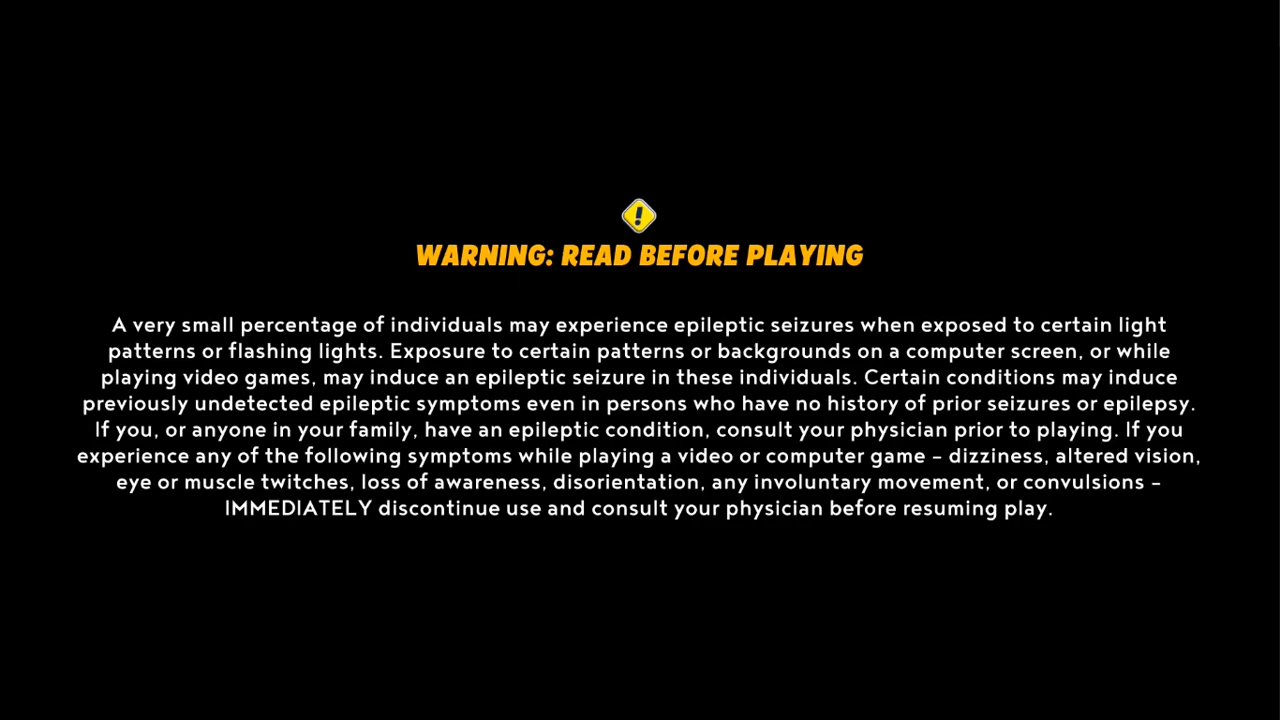 WARNING: READ BEFORE PLAYING
A very small percentage of individuals may experience epileptic seizures when exposed to certain light
patterns or flashing lights. Exposure to certain patterns or backgrounds on a computer screen, or while
playing video games, may induce an epileptic seizure in these individuals. Certain conditions may induce
previously undetected epileptic symptoms even in persons who have no history of prior seizures or epilepsy.
If you, or anyone in your family, have an epileptic condition, consult your physician prior to playing. If you
experience any of the following symptoms while playing a video or computer game – dizziness, altered vision,
eye or muscle twitches, loss of awareness, disorientation, any involuntary movement, or convulsions –
IMMEDIATELY discontinue use and consult your physician before resuming play.